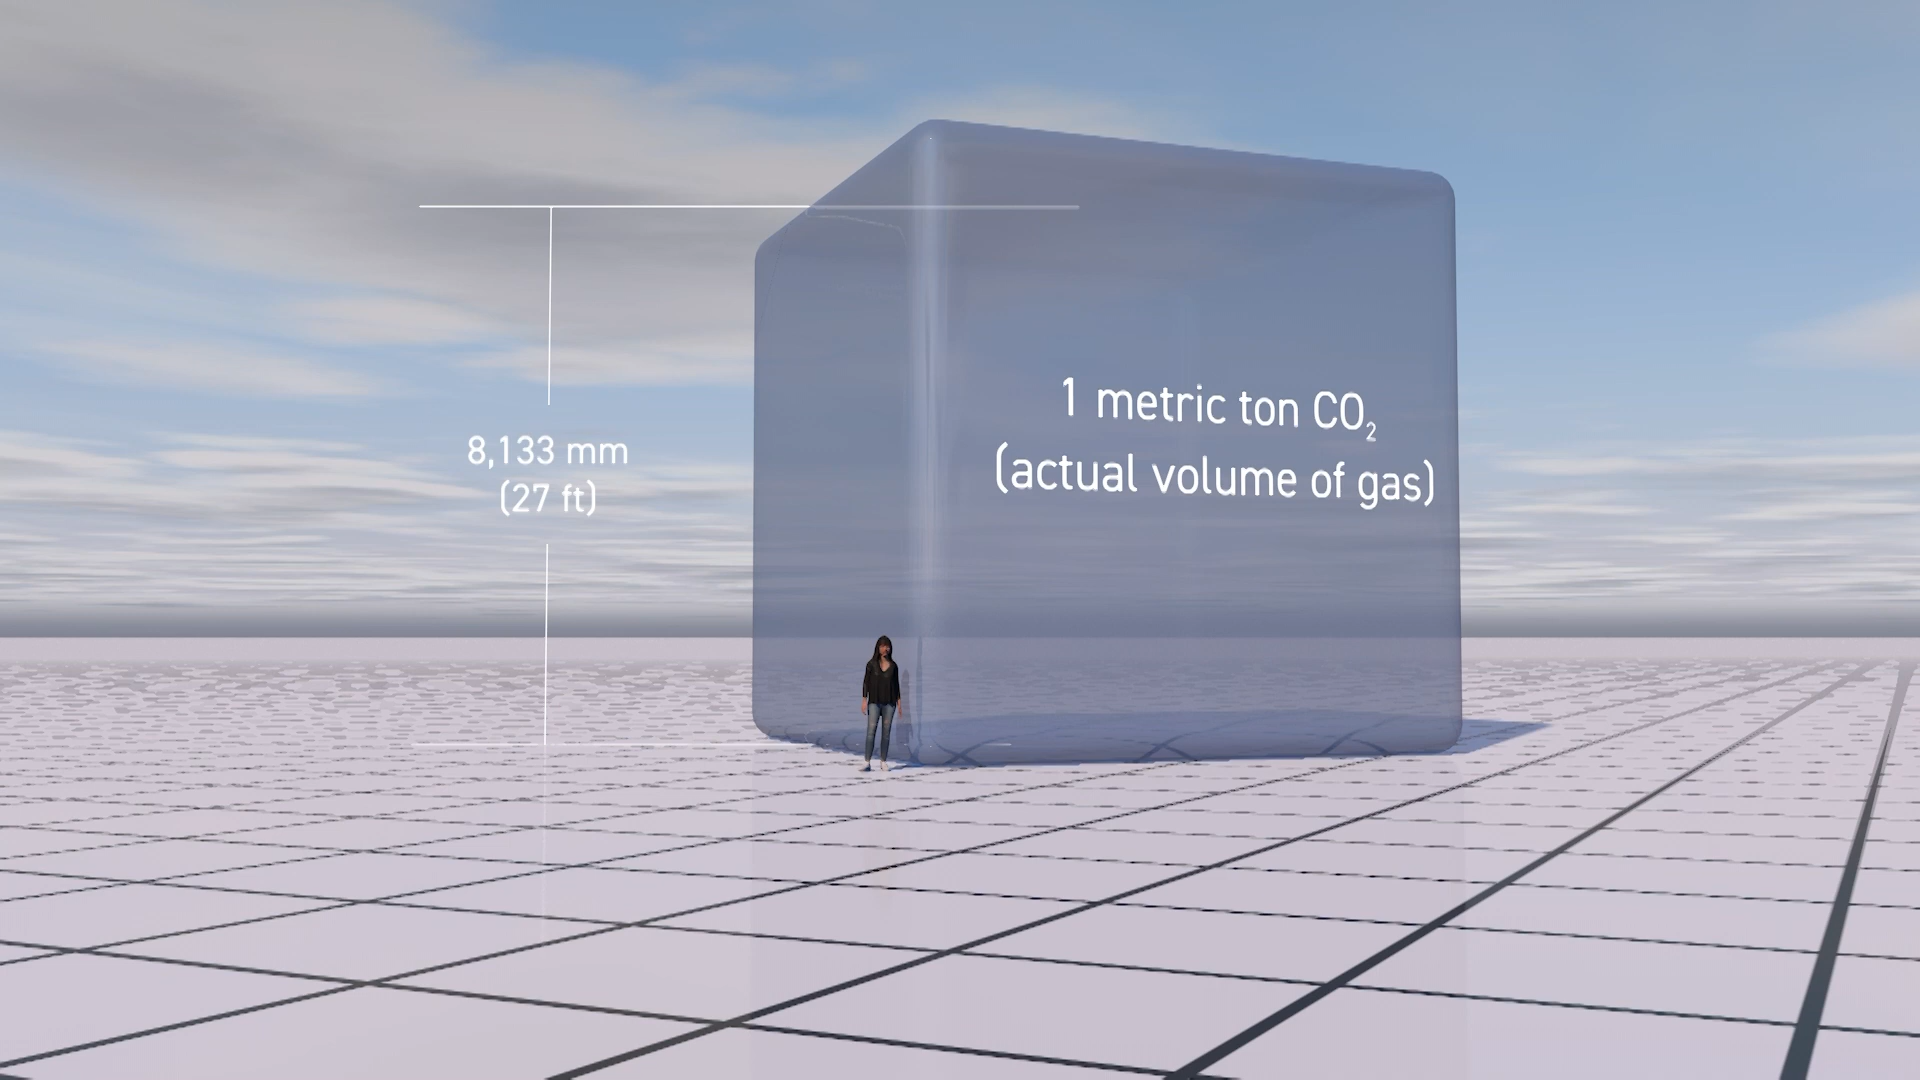 8,133 mm
(27 ft)
1 metric ton CO₂
(actual volume of gas)